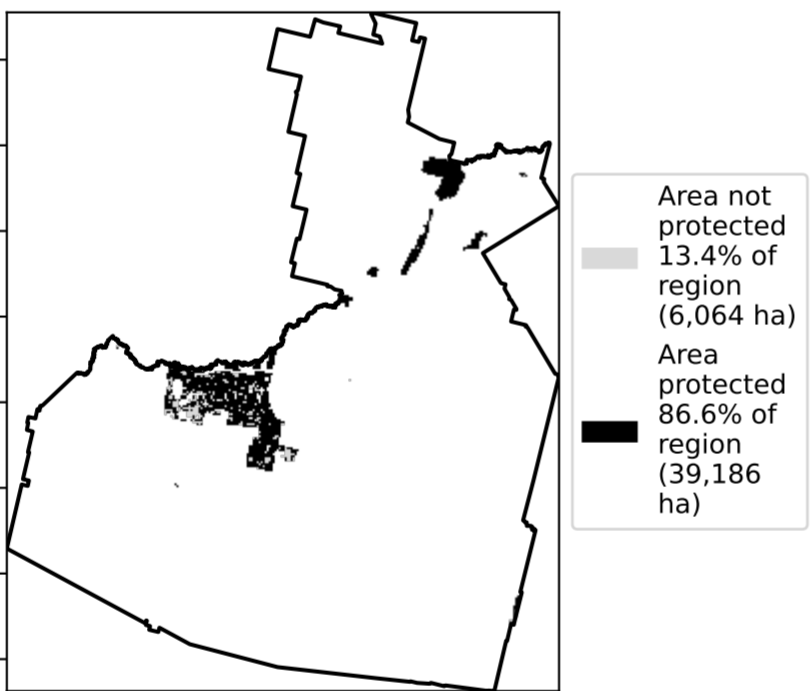 Area not
protected
13.4% of
region
(6,064 ha)
Area
protected
86.6% of
region
(39,186
ha)